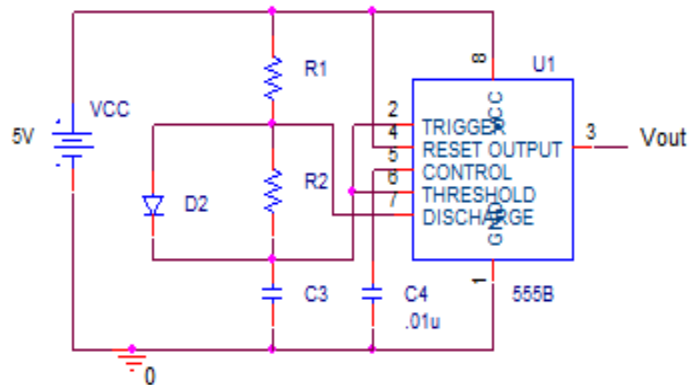 R1
U1
8
VCC
5V
VCC
2
TRIGGER
4
RESET OUTPUT
3
Vout
5
CONTROL
6
THRESHOLD
7
DISCHARGE
GND
R2
D2
1
C3
C4
555B
.01u
0